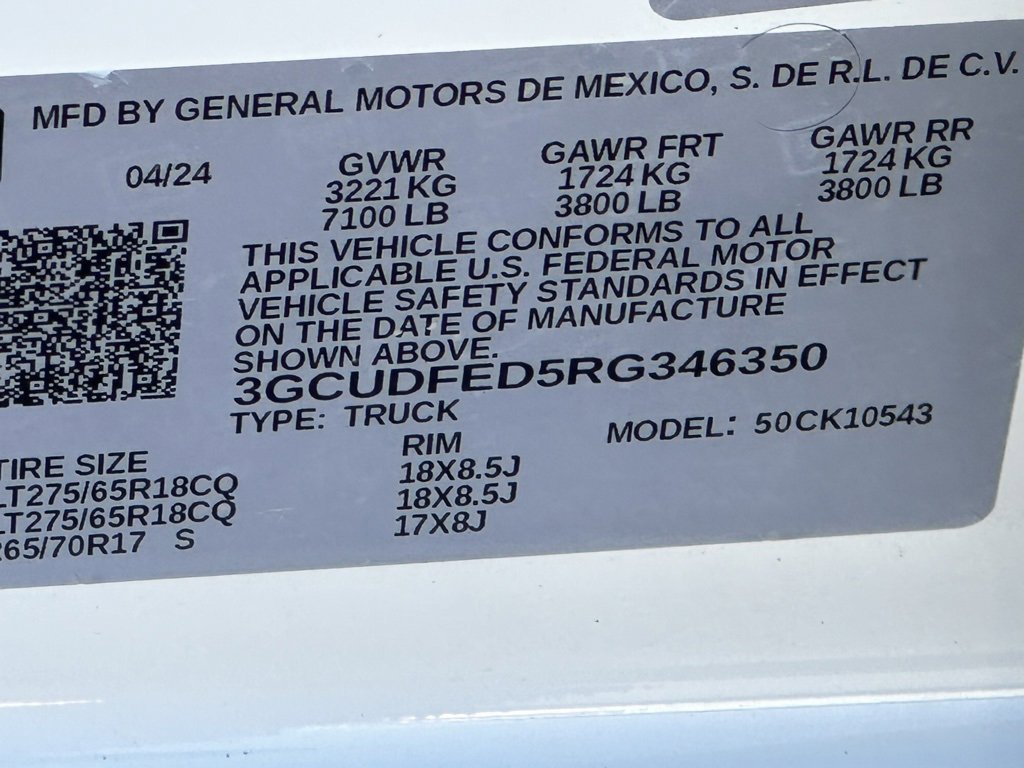 MFD BY GENERAL MOTORS DE MEXICO, S. DE R.L. DE C.V.
04/24 GVWR GAWR FRT GAWR RR
3221 KG 1724 KG 1724 KG
7100 LB 3800 LB 3800 LB
THIS VEHICLE CONFORMS TO ALL
APPLICABLE U.S. FEDERAL MOTOR
VEHICLE SAFETY STANDARDS IN EFFECT
ON THE DATE OF MANUFACTURE
SHOWN ABOVE.
3GCUDFED5RG346350
TYPE: TRUCK MODEL: 50CK10543
TIRE SIZE RIM
LT275/65R18CQ 18X8.5J
LT275/65R18CQ 18X8.5J
265/70R17 S 17X8J